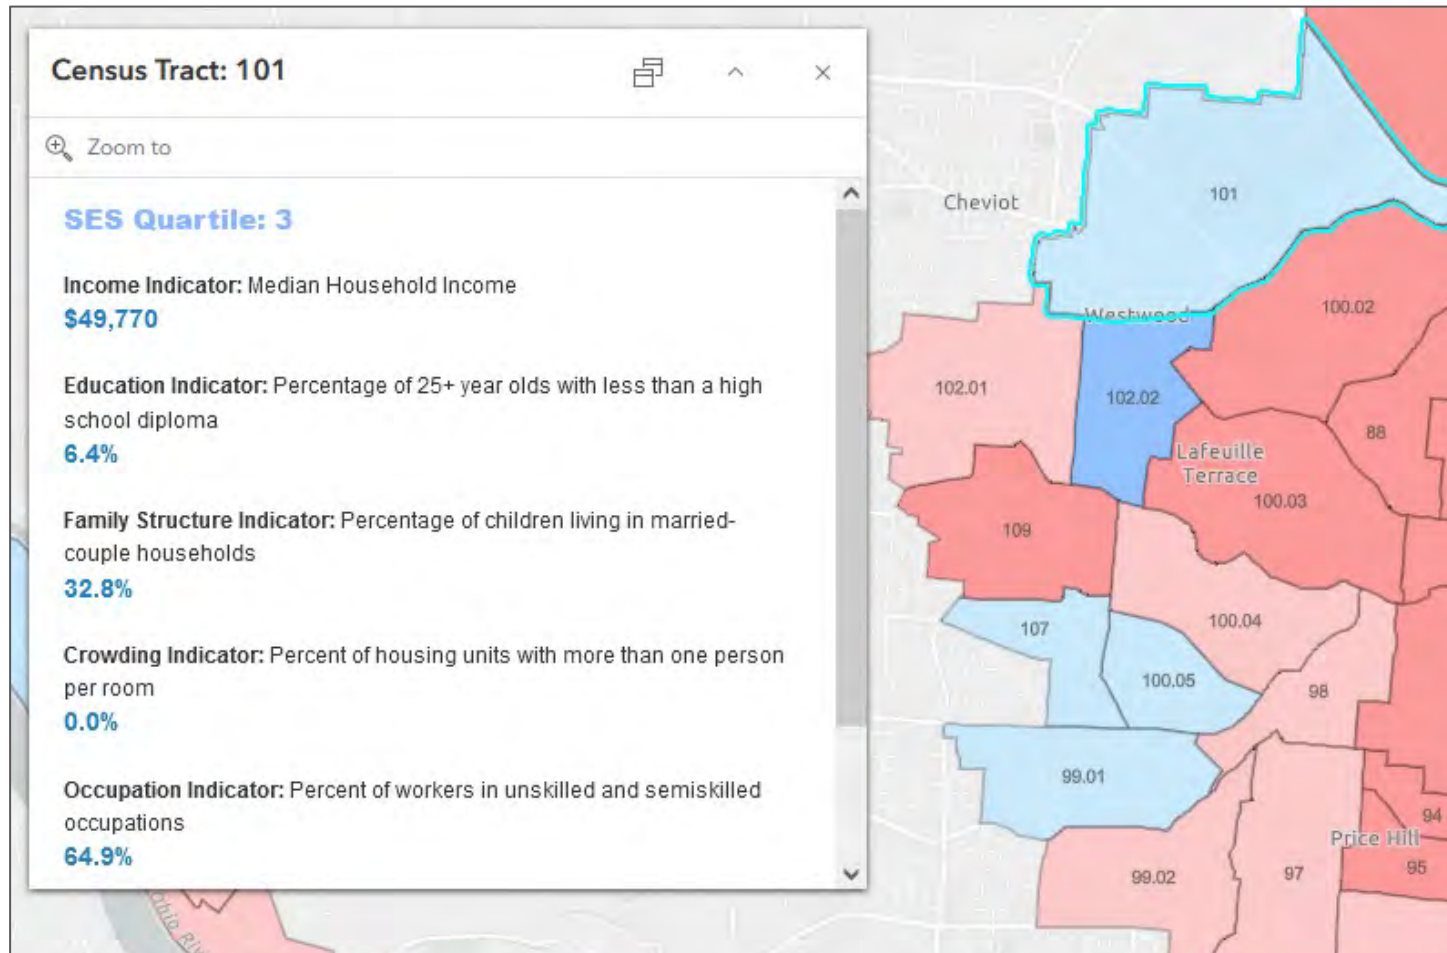 Census Tract: 101
Zoom to
SES Quartile: 3
Income Indicator: Median Household Income
$49,770
Education Indicator: Percentage of 25+ year olds with less than a high
school diploma
6.4%
Family Structure Indicator: Percentage of children living in married-
couple households
32.8%
Crowding Indicator: Percent of housing units with more than one person
per room
0.0%
Occupation Indicator: Percent of workers in unskilled and semiskilled
occupations
64.9%
Cheviot
101
Westwood
100.02
102.01
102.02
88
Lafeuille
Terrace
100.03
109
107
100.04
100.05
98
99.01
94
Price Hill
99.02
97
95